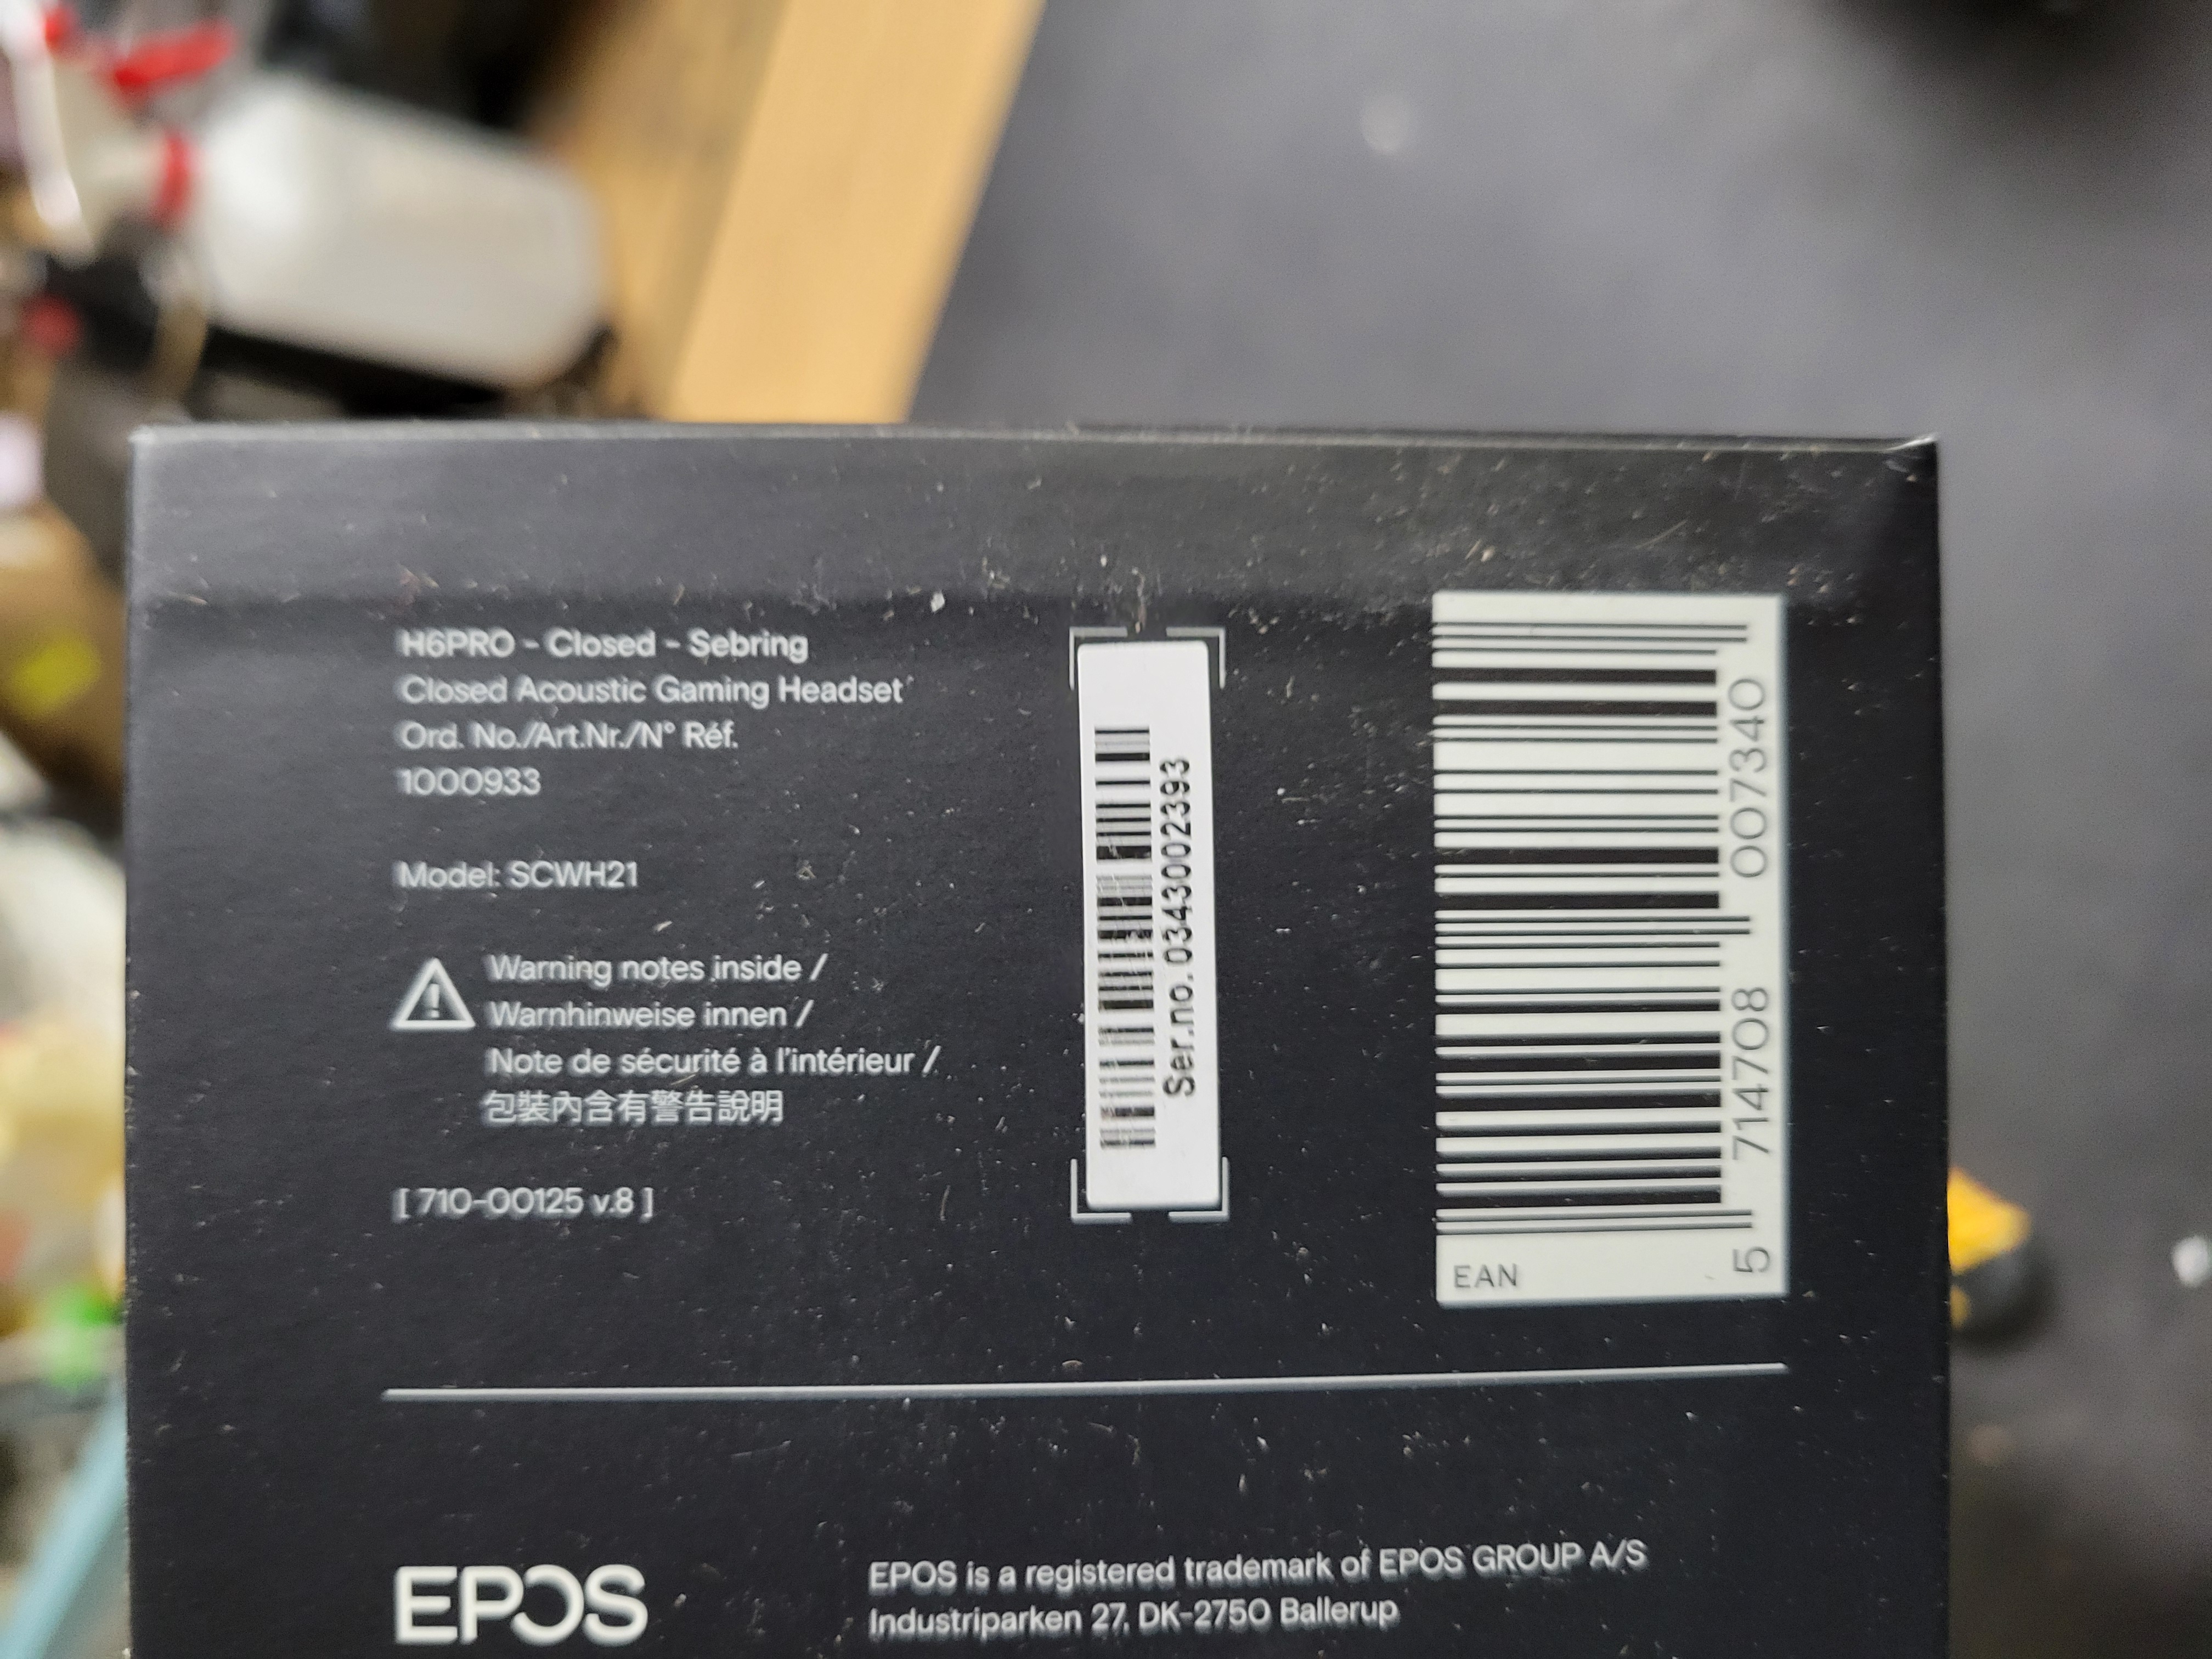 H6PRO - Closed - Sebring
Closed Acoustic Gaming Headset
Ord. No./Art.Nr./N° Réf.
1000933
Model: SCWH21
Warning notes inside /
Warnhinweise innen /
Note de sécurité à l'intérieur /
包裝內含有警告說明
[ 710-00125 v.8 ]
Ser.no. 0343002393
EAN
5 714708 007340
EPOS
EPOS is a registered trademark of EPOS GROUP A/S
Industriparken 27, DK-2750 Ballerup